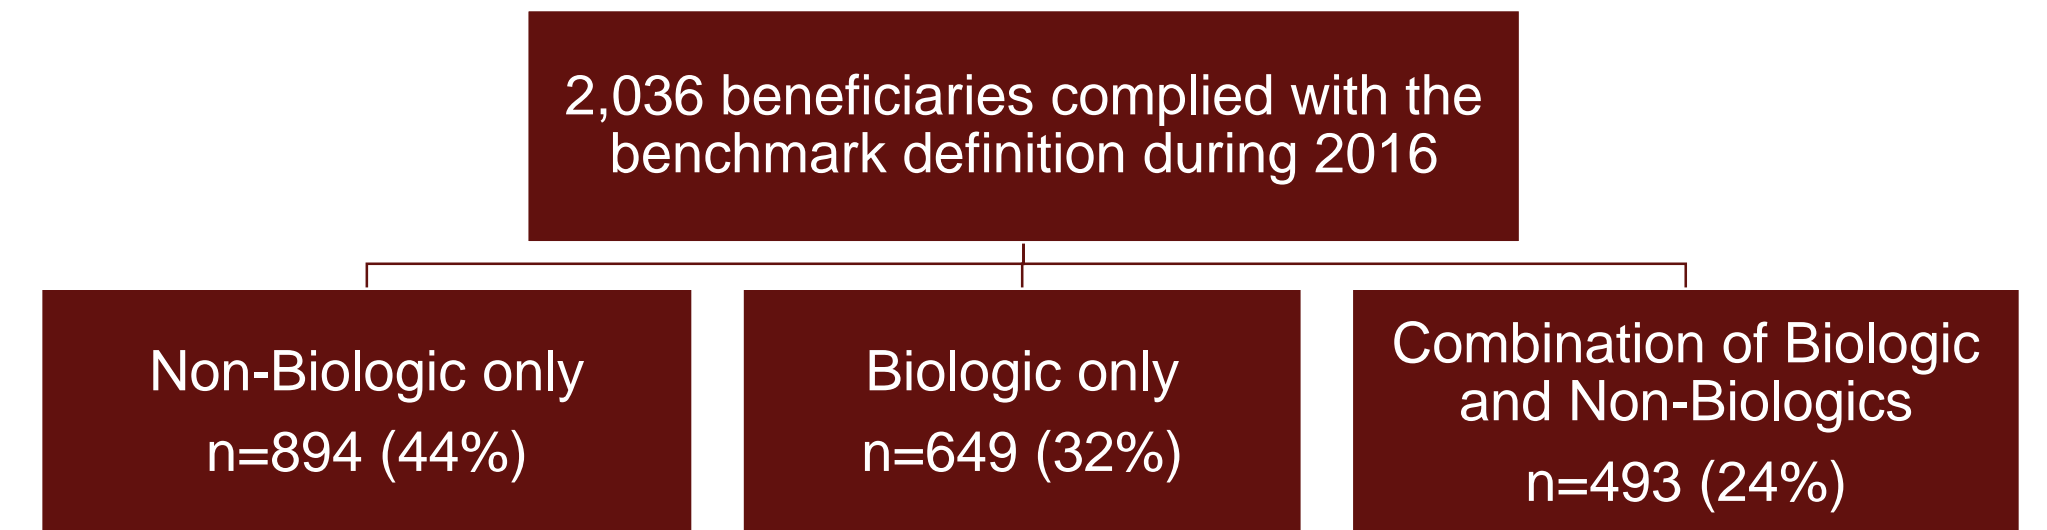 2,036 beneficiaries complied with the
benchmark definition during 2016
Non-Biologic only
n=894 (44%)
Biologic only
n=649 (32%)
Combination of Biologic
and Non-Biologics
n=493 (24%)